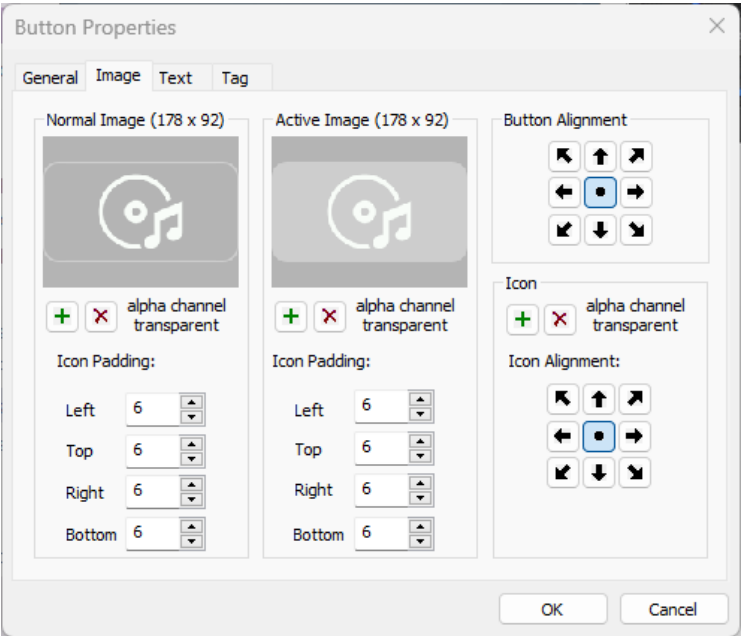 Button Properties
General Image Text Tag
Normal Image (178 x 92)
alpha channel
transparent
Icon Padding:
Left 6
Top 6
Right 6
Bottom 6
Active Image (178 x 92)
alpha channel
transparent
Icon Padding:
Left 6
Top 6
Right 6
Bottom 6
Button Alignment
Icon
alpha channel
transparent
Icon Alignment:
OK Cancel